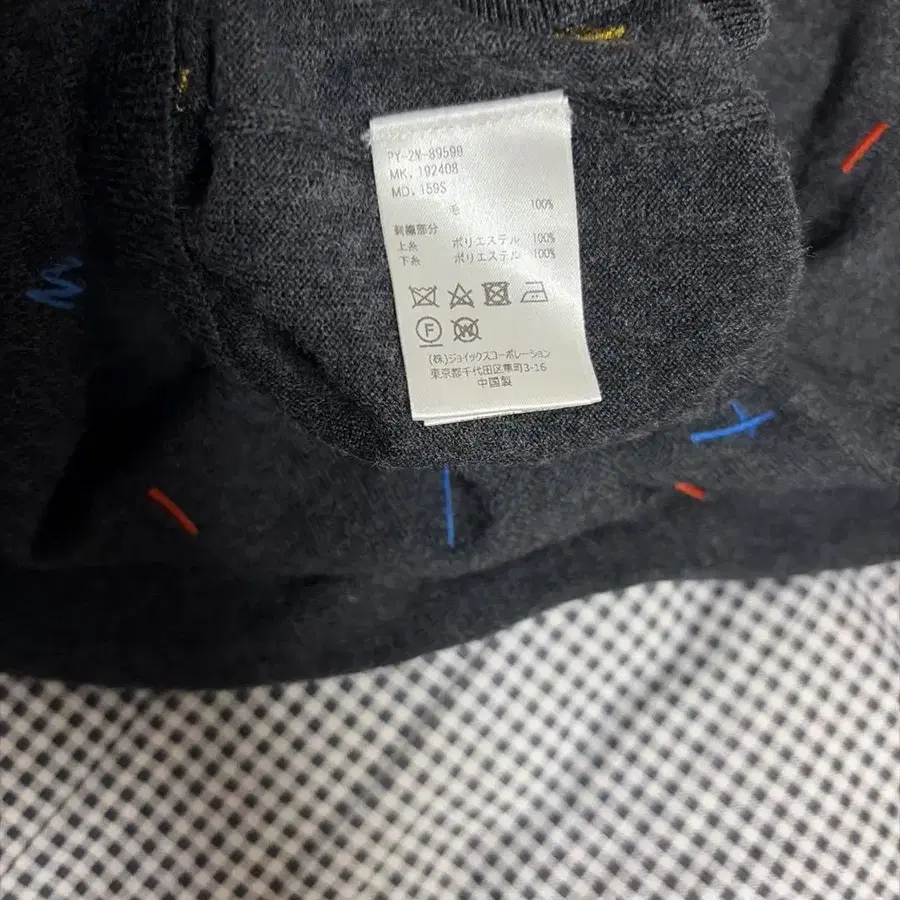 PY-2N-89599
MK.192408
MD.159S
毛 100%
刺繍部分
上糸 ポリエステル 100%
下糸 ポリエステル 100%
F
W
(株)ジョイックスコーポレーション
東京都千代田区隼町3-16
中国製